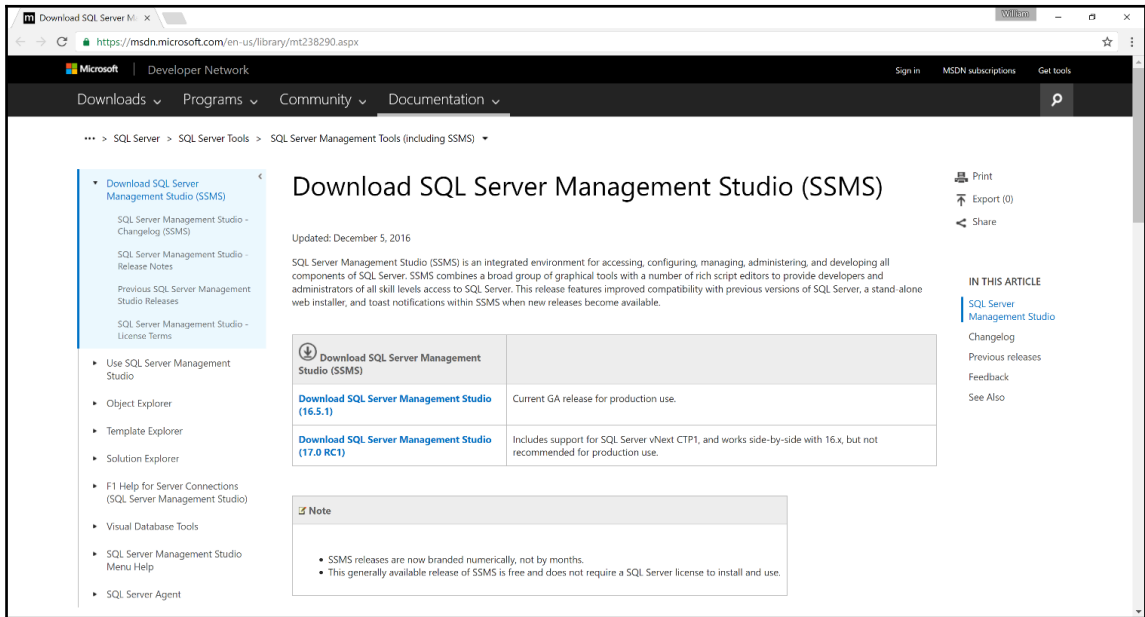 Download SQL Server M
William
https://msdn.microsoft.com/en-us/library/mt238290.aspx
Microsoft Developer Network
Sign in MSDN subscriptions Get tools
Downloads Programs Community Documentation
••• > SQL Server > SQL Server Tools > SQL Server Management Tools (including SSMS)
Download SQL Server
Management Studio (SSMS)
SQL Server Management Studio -
Changelog (SSMS)
SQL Server Management Studio -
Release Notes
Previous SQL Server Management
Studio Releases
SQL Server Management Studio -
License Terms
Use SQL Server Management
Studio
Object Explorer
Template Explorer
Solution Explorer
F1 Help for Server Connections
(SQL Server Management Studio)
Visual Database Tools
SQL Server Management Studio
Menu Help
SQL Server Agent
Download SQL Server Management Studio (SSMS)
Updated: December 5, 2016
SQL Server Management Studio (SSMS) is an integrated environment for accessing, configuring, managing, administering, and developing all
components of SQL Server. SSMS combines a broad group of graphical tools with a number of rich script editors to provide developers and
administrators of all skill levels access to SQL Server. This release features improved compatibility with previous versions of SQL Server, a stand-alone
web installer, and toast notifications within SSMS when new releases become available.
Download SQL Server Management
Studio (SSMS)
Download SQL Server Management Studio
(16.5.1)
Current GA release for production use.
Download SQL Server Management Studio
(17.0 RC1)
Includes support for SQL Server vNext CTP1, and works side-by-side with 16.x, but not
recommended for production use.
Note
• SSMS releases are now branded numerically, not by months.
• This generally available release of SSMS is free and does not require a SQL Server license to install and use.
Print
Export (0)
Share
IN THIS ARTICLE
SQL Server
Management Studio
Changelog
Previous releases
Feedback
See Also